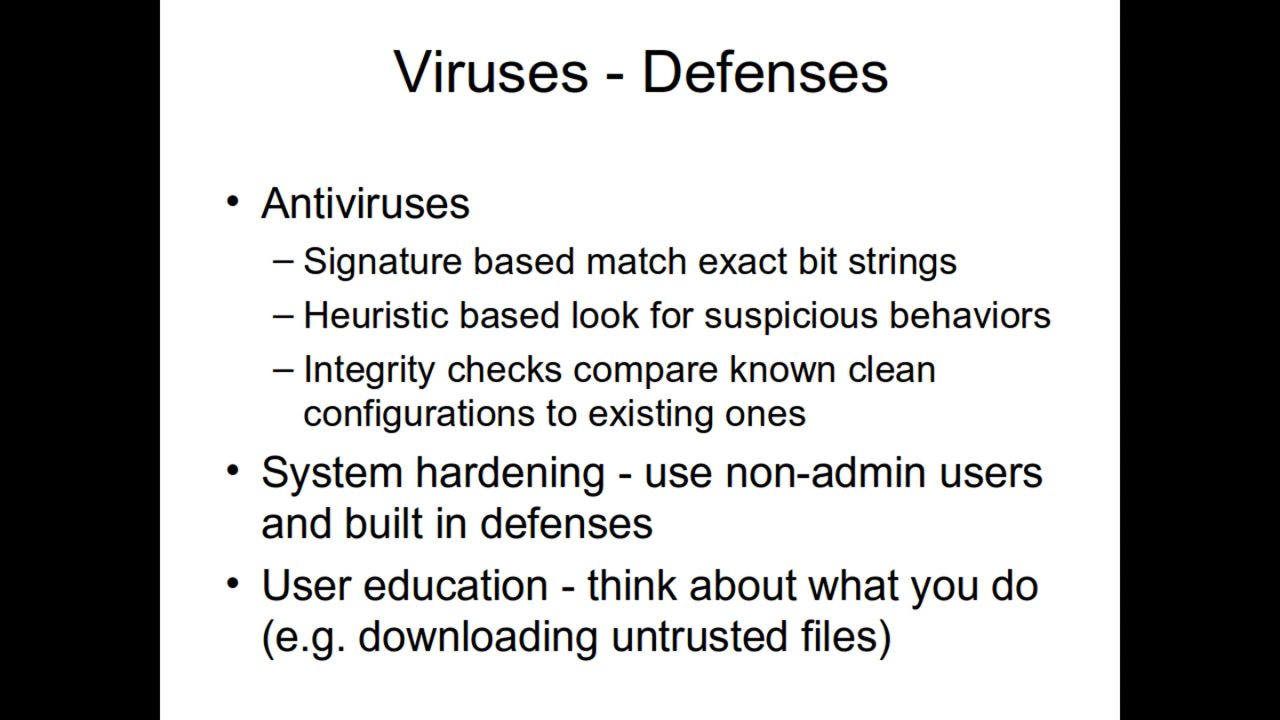 Viruses - Defenses
• Antiviruses
– Signature based match exact bit strings
– Heuristic based look for suspicious behaviors
– Integrity checks compare known clean
configurations to existing ones
• System hardening - use non-admin users
and built in defenses
• User education - think about what you do
(e.g. downloading untrusted files)